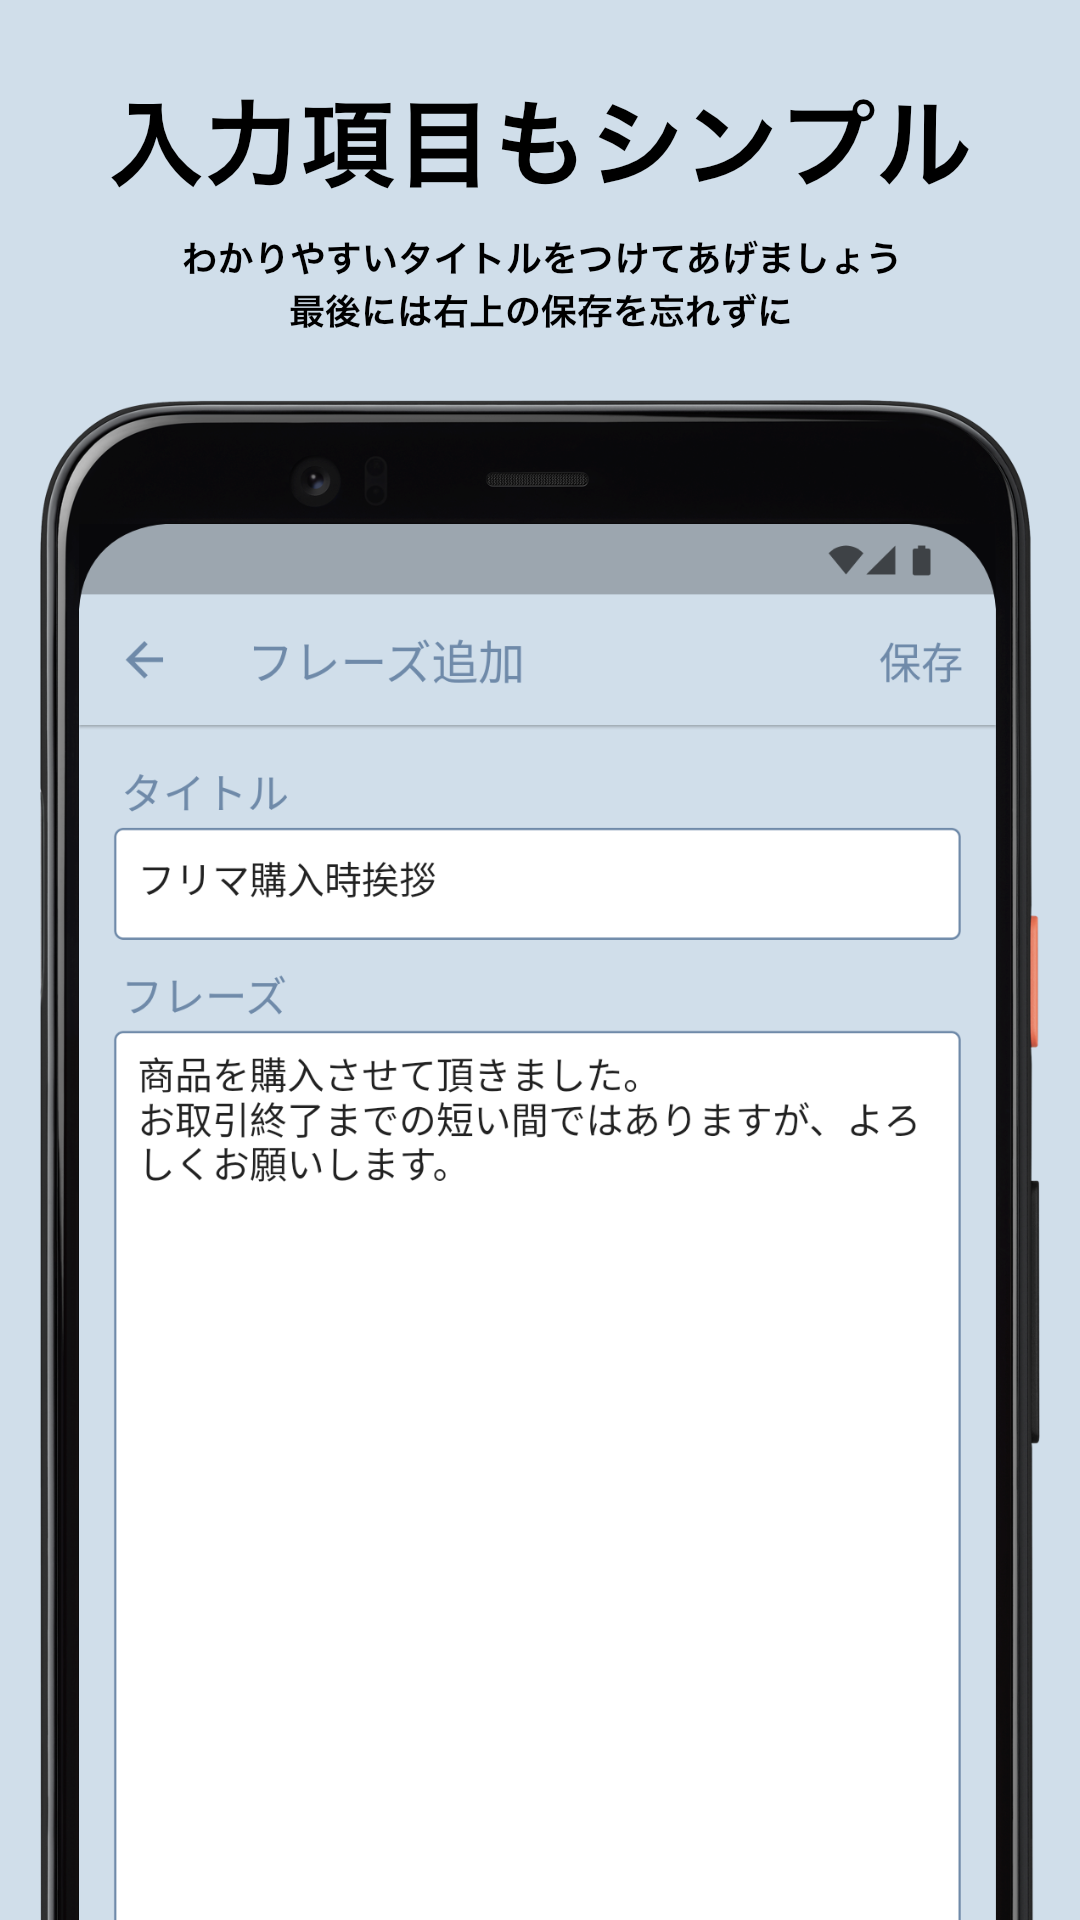 入力項目もシンプル
わかりやすいタイトルをつけてあげましょう
最後には右上の保存を忘れずに
フレーズ追加
保存
タイトル
フリマ購入時挨拶
フレーズ
商品を購入させて頂きました。
お取引終了までの短い間ではありますが、よろ
しくお願いします。